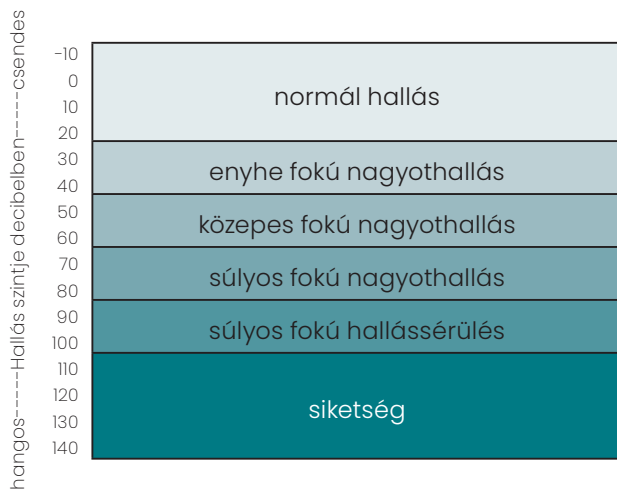 hangos-----Hallás szintje decibelben-----csendes
-10
0
10
20
30
40
50
60
70
80
90
100
110
120
130
140
normál hallás
enyhe fokú nagyothallás
közepes fokú nagyothallás
súlyos fokú nagyothallás
súlyos fokú hallássérülés
siketség